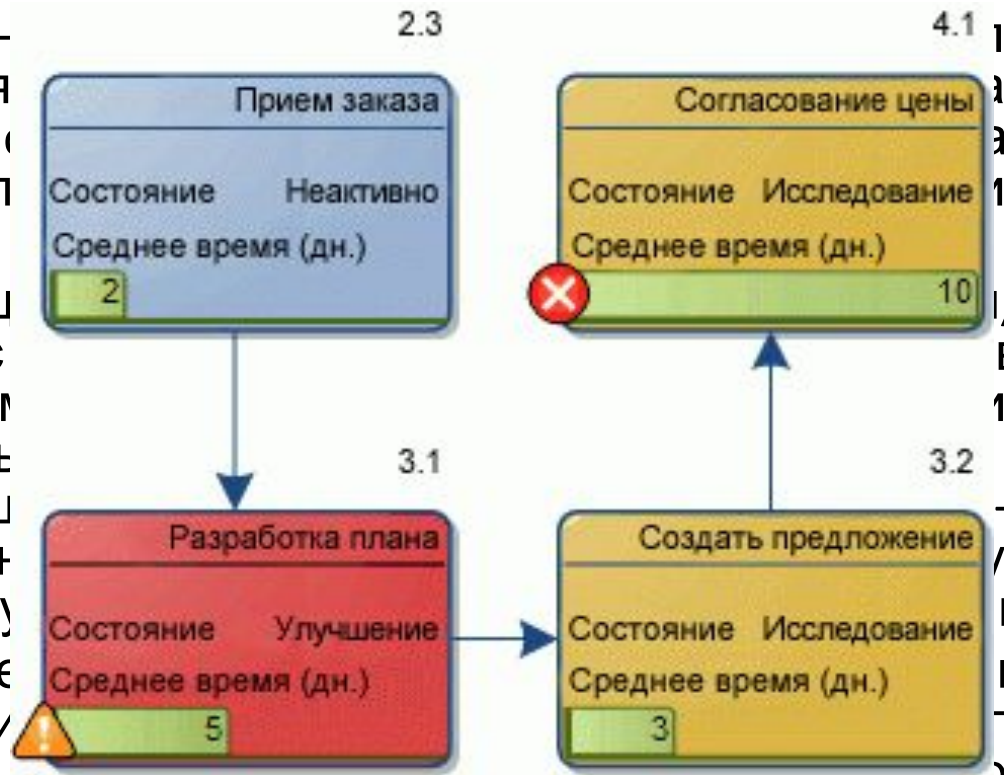 2.3
Прием заказа
Состояние Неактивно
Среднее время (дн.)
2
4.1
Согласование цены
Состояние Исследование
Среднее время (дн.)
10
3.1
Разработка плана
Состояние Улучшение
Среднее время (дн.)
5
3.2
Создать предложение
Состояние Исследование
Среднее время (дн.)
3